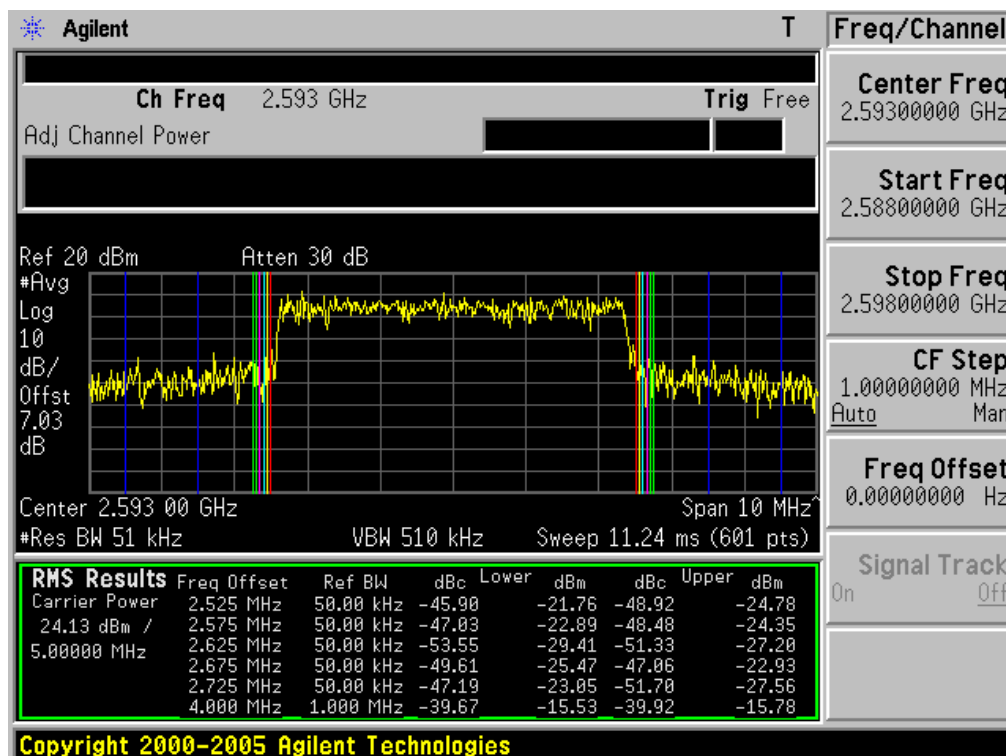 Agilent T
Freq/Channel
Ch Freq 2.593 GHz Trig Free
Adj Channel Power
Center Freq
2.59300000 GHz
Start Freq
2.58800000 GHz
Stop Freq
2.59800000 GHz
CF Step
1.00000000 MHz
Auto Man
Freq Offset
0.00000000 Hz
Signal Track
On Off
Ref 20 dBm Atten 30 dB
#Avg
Log
10
dB/
Offst
7.03
dB
Center 2.593 00 GHz Span 10 MHz^
#Res BW 51 kHz VBW 510 kHz Sweep 11.24 ms (601 pts)
RMS Results Freq Offset Ref BW dBc Lower dBm dBc Upper dBm
Carrier Power 2.525 MHz 50.00 kHz -45.90 -21.76 -48.92 -24.78
24.13 dBm / 2.575 MHz 50.00 kHz -47.03 -22.89 -48.48 -24.35
5.00000 MHz 2.625 MHz 50.00 kHz -53.55 -29.41 -51.33 -27.20
2.675 MHz 50.00 kHz -49.61 -25.47 -47.06 -22.93
2.725 MHz 50.00 kHz -47.19 -23.05 -51.70 -27.56
4.000 MHz 1.000 MHz -39.67 -15.53 -39.92 -15.78
Copyright 2000-2005 Agilent Technologies